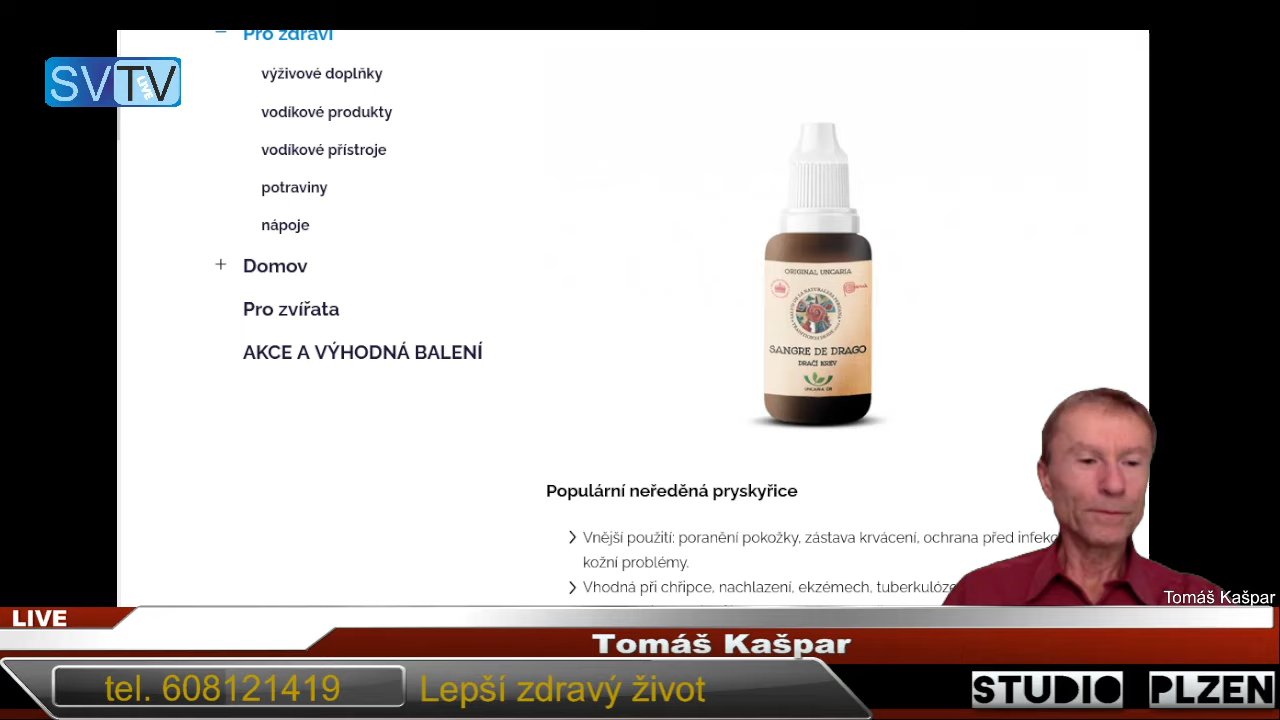 Pro zdraví
výživové doplňky
vodíkové produkty
vodíkové přístroje
potraviny
nápoje
Domov
Pro zvířata
AKCE A VÝHODNÁ BALENÍ
SVTV
LIVE
ORIGINAL UNCARIA
SANGRE DE DRAGO
DRAČÍ KREV
Populární neředěná pryskyřice
Vnější použití: poranění pokožky, zástava krvácení, ochrana před infekc
kožní problémy.
Vhodná při chřipce, nachlazení, ekzémech, tuberkulóze
Tomáš Kašpar
LIVE
Tomáš Kašpar
tel. 608121419
Lepší zdravý život
STUDIO PLZEN